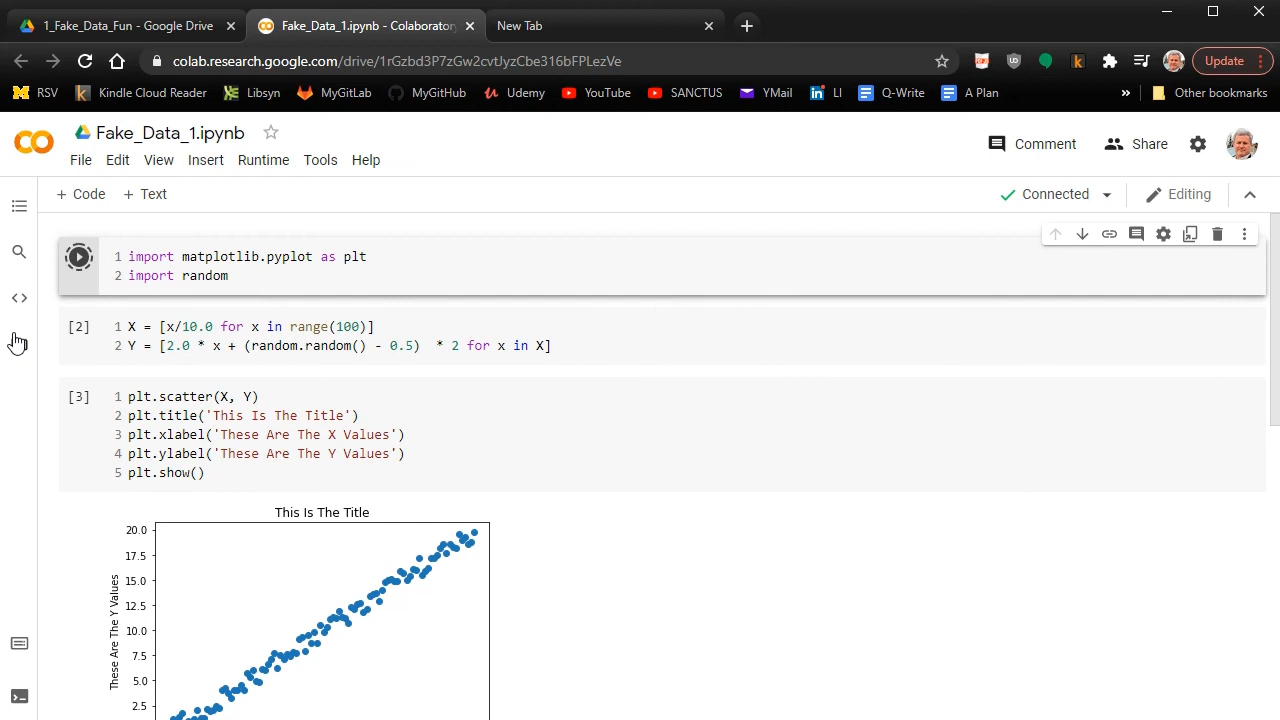 1_Fake_Data_Fun - Google Drive
Fake_Data_1.ipynb - Colaboratory
New Tab
colab.research.google.com/drive/1rGzbd3P7zGw2cvtJyzCbe316bFPLezVe
Update
RSV
Kindle Cloud Reader
Libsyn
MyGitLab
MyGitHub
Udemy
YouTube
SANCTUS
YMail
LI
Q-Write
A Plan
»
Other bookmarks
Fake_Data_1.ipynb
Comment
Share
File Edit View Insert Runtime Tools Help
+ Code + Text
Connected
Editing
1 import matplotlib.pyplot as plt
2 import random
[2] 1 X = [x/10.0 for x in range(100)]
2 Y = [2.0 * x + (random.random() - 0.5)  * 2 for x in X]
[3] 1 plt.scatter(X, Y)
2 plt.title('This Is The Title')
3 plt.xlabel('These Are The X Values')
4 plt.ylabel('These Are The Y Values')
5 plt.show()
This Is The Title
These Are The Y Values
20.0
17.5
15.0
12.5
10.0
7.5
5.0
2.5